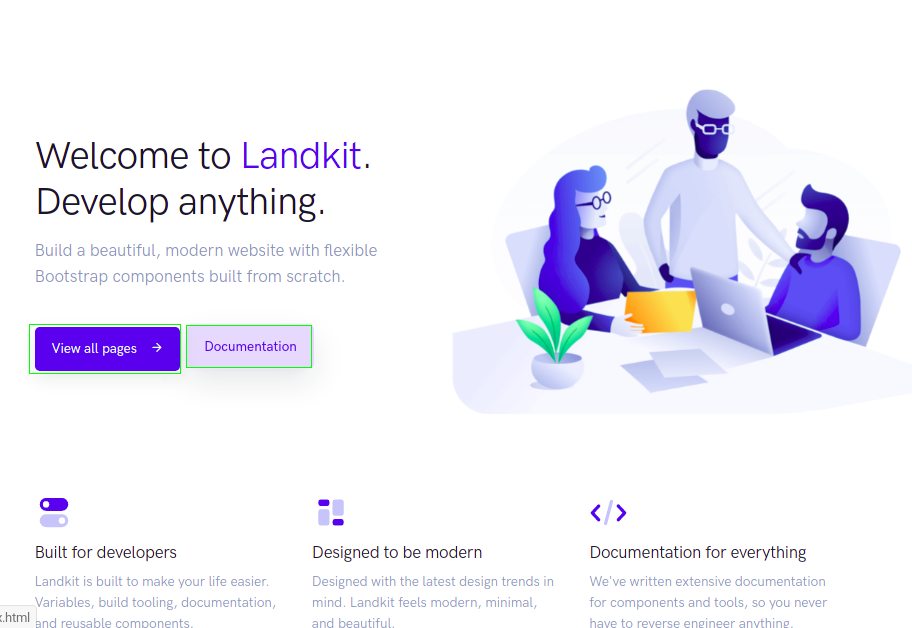 Welcome to Landkit.
Develop anything.
Build a beautiful, modern website with flexible
Bootstrap components built from scratch.
View all pages →
Documentation
Built for developers
Landkit is built to make your life easier.
Variables, build tooling, documentation,
and reusable components.
Designed to be modern
Designed with the latest design trends in
mind. Landkit feels modern, minimal,
and beautiful.
Documentation for everything
We've written extensive documentation
for components and tools, so you never
have to reverse engineer anything.
.html